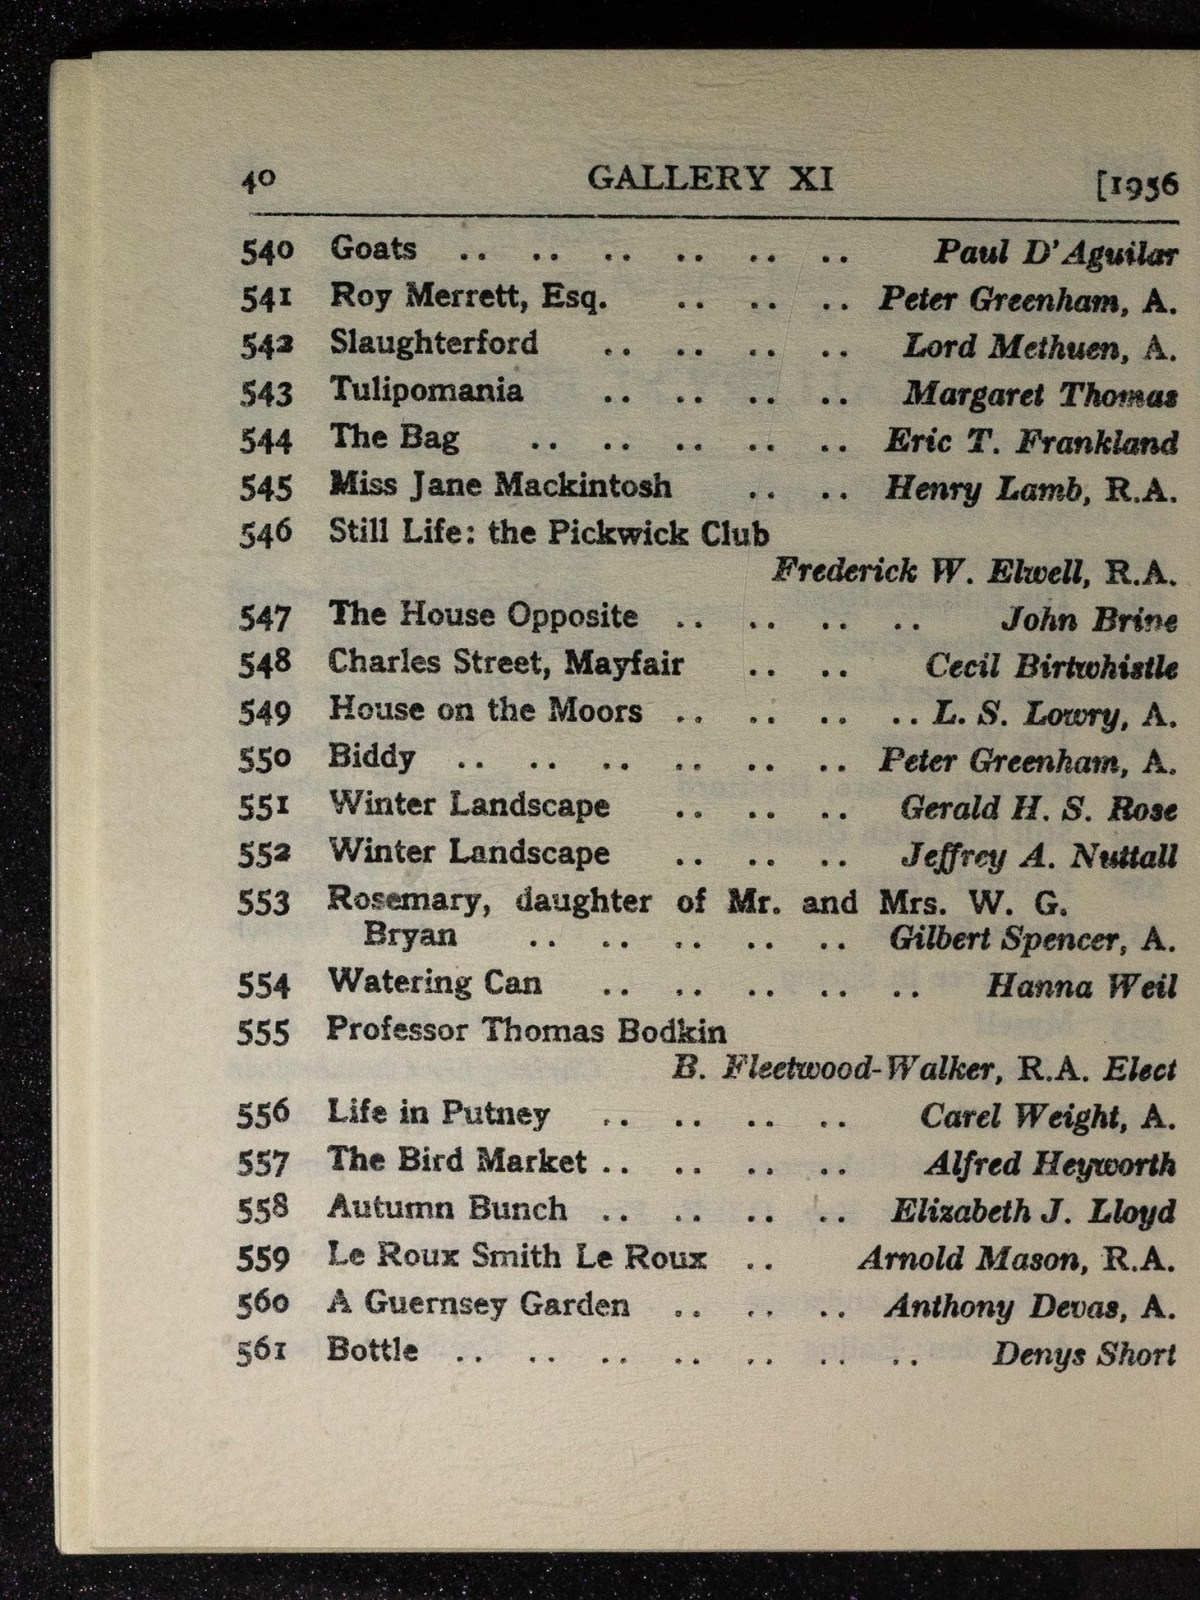 40 GALLERY XI [1956
540 Goats .. .. .. .. .. .. Paul D'Aguilar
541 Roy Merrett, Esq. .. .. .. Peter Greenham, A.
542 Slaughterford .. .. .. .. Lord Methuen, A.
543 Tulipomania .. .. .. .. Margaret Thomas
544 The Bag .. .. .. .. .. Eric T. Frankland
545 Miss Jane Mackintosh .. .. Henry Lamb, R.A.
546 Still Life: the Pickwick Club
Frederick W. Elwell, R.A.
547 The House Opposite .. .. .. .. John Brine
548 Charles Street, Mayfair .. .. Cecil Birtwhistle
549 House on the Moors .. .. .. .. L. S. Lowry, A.
550 Biddy .. .. .. .. .. .. Peter Greenham, A.
551 Winter Landscape .. .. .. Gerald H. S. Rose
552 Winter Landscape .. .. .. Jeffrey A. Nuttall
553 Rosemary, daughter of Mr. and Mrs. W. G.
Bryan .. .. .. .. .. Gilbert Spencer, A.
554 Watering Can .. .. .. .. .. Hanna Weil
555 Professor Thomas Bodkin
B. Fleetwood-Walker, R.A. Elect
556 Life in Putney .. .. .. .. Carel Weight, A.
557 The Bird Market .. .. .. .. Alfred Heyworth
558 Autumn Bunch .. .. .. .. Elizabeth J. Lloyd
559 Le Roux Smith Le Roux .. Arnold Mason, R.A.
560 A Guernsey Garden .. .. .. Anthony Devas, A.
561 Bottle .. .. .. .. .. .. .. Denys Short